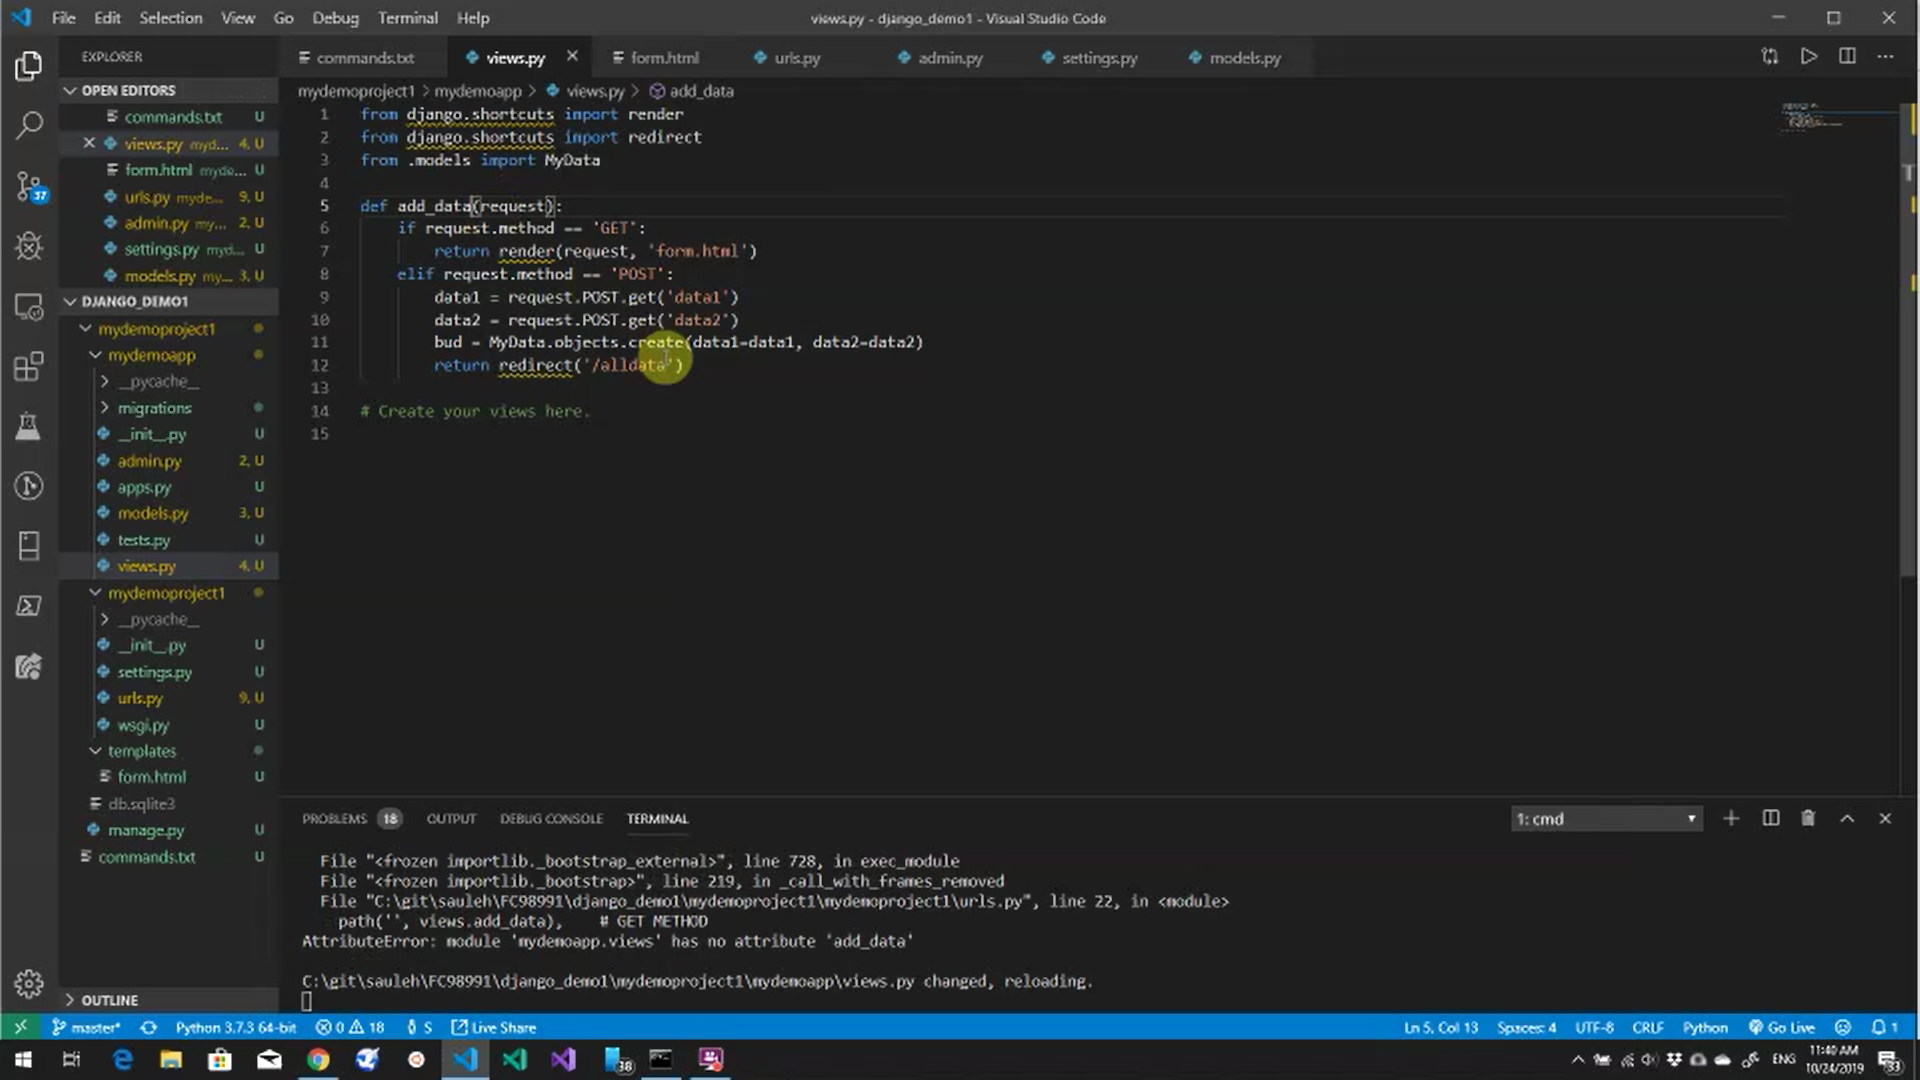 File Edit Selection View Go Debug Terminal Help
views.py - django_demo1 - Visual Studio Code
EXPLORER
commands.txt
views.py
form.html
urls.py
admin.py
settings.py
models.py
mydemoproject1 > mydemoapp > views.py > add_data
OPEN EDITORS
commands.txt U
views.py myd... 4, U
form.html myde... U
urls.py myde... 9, U
admin.py my... 2, U
settings.py myd... U
models.py my... 3, U
DJANGO_DEMO1
mydemoproject1
mydemoapp
__pycache__
migrations
__init__.py U
admin.py 2, U
apps.py U
models.py 3, U
tests.py U
views.py 4, U
mydemoproject1
__pycache__
__init__.py U
settings.py U
urls.py 9, U
wsgi.py U
templates
form.html U
db.sqlite3
manage.py U
commands.txt U
OUTLINE
37
1 from django.shortcuts import render
2 from django.shortcuts import redirect
3 from .models import MyData
4
5 def add_data(request):
6 if request.method == 'GET':
7 return render(request, 'form.html')
8 elif request.method == 'POST':
9 data1 = request.POST.get('data1')
10 data2 = request.POST.get('data2')
11 bud = MyData.objects.create(data1=data1, data2=data2)
12 return redirect('/alldata')
13
14 # Create your views here.
15
PROBLEMS 18 OUTPUT DEBUG CONSOLE TERMINAL
1: cmd
File "<frozen importlib._bootstrap_external>", line 728, in exec_module
File "<frozen importlib._bootstrap>", line 219, in _call_with_frames_removed
File "C:\git\sauleh\FC98991\django_demo1\mydemoproject1\mydemoproject1\urls.py", line 22, in <module>
path('', views.add_data), # GET METHOD
AttributeError: module 'mydemoapp.views' has no attribute 'add_data'
C:\git\sauleh\FC98991\django_demo1\mydemoproject1\mydemoapp\views.py changed, reloading.
master* Python 3.7.3 64-bit 0 18 S Live Share
Ln 5, Col 13 Spaces: 4 UTF-8 CRLF Python Go Live 1
38
ENG
11:40 AM
10/24/2019
33